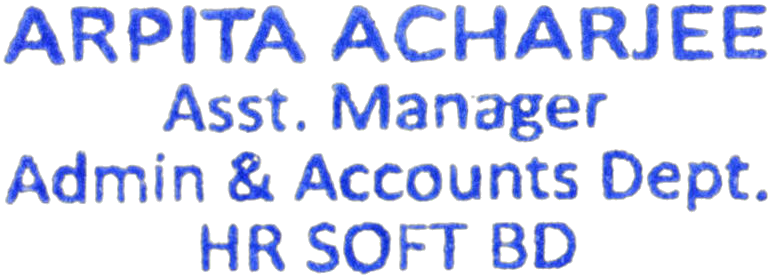 ARPITA ACHARJEE
Asst. Manager
Admin & Accounts Dept.
HR SOFT BD